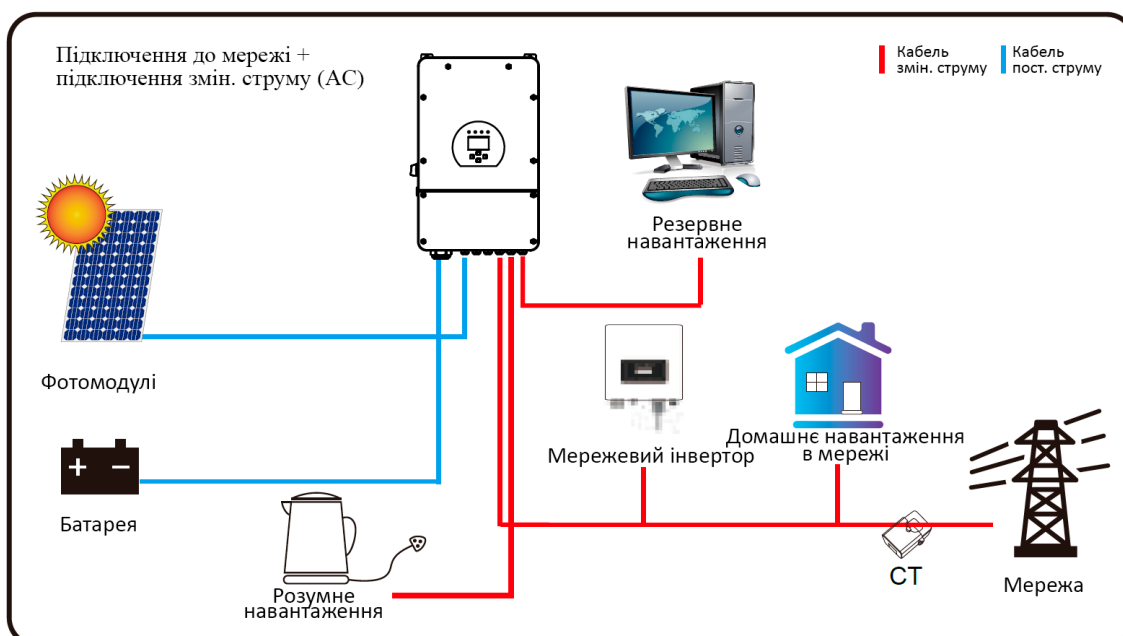 Підключення до мережі +
підключення змін. струму (AC)
Кабель
змін. струму
Кабель
пост. струму
Резервне
навантаження
Фотомодулі
Мережевий інвертор
Домашнє навантаження
в мережі
Батарея
Розумне
навантаження
CT
Мережа